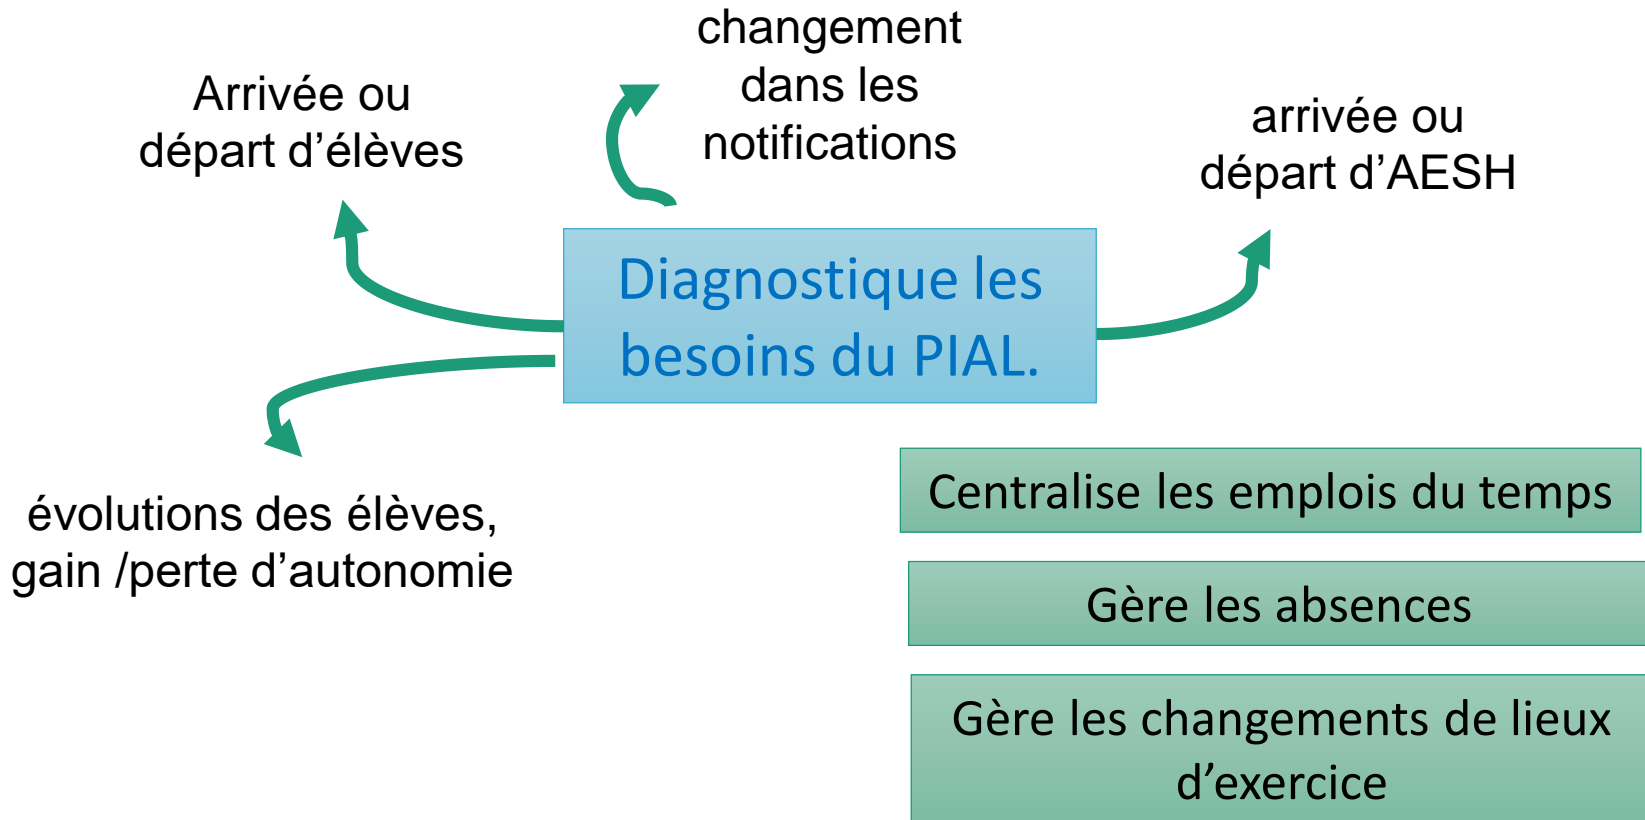 changement
dans les
notifications
Arrivée ou
départ d’élèves
arrivée ou
départ d’AESH
Diagnostique les
besoins du PIAL.
évolutions des élèves,
gain /perte d’autonomie
Centralise les emplois du temps
Gère les absences
Gère les changements de lieux
d’exercice